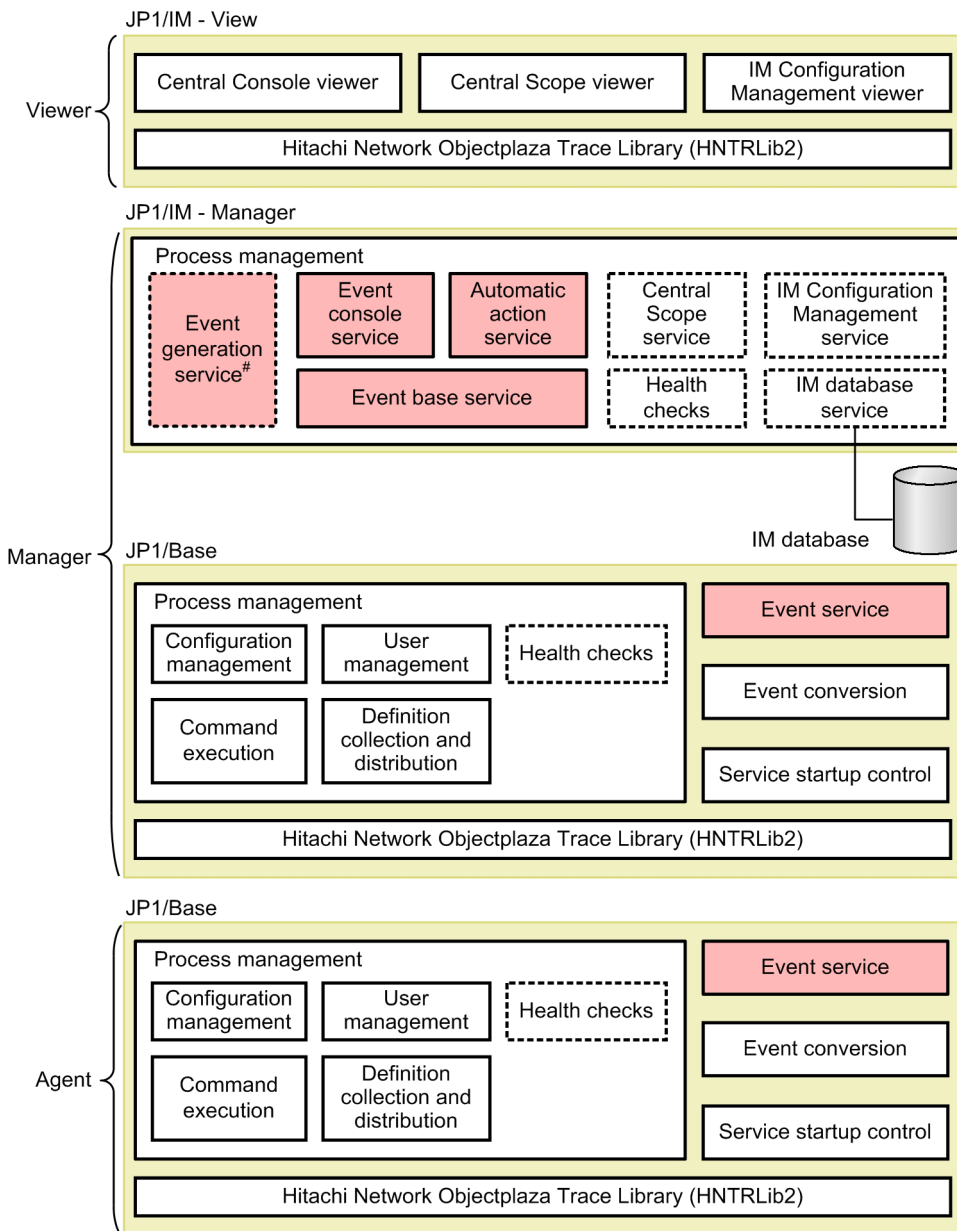 JP1/IM - View
Viewer
Central Console viewer
Central Scope viewer
IM Configuration
Management viewer
Hitachi Network Objectplaza Trace Library (HNTRLib2)
JP1/IM - Manager
Manager
Process management
Event
generation
service#
Event
console
service
Automatic
action
service
Central
Scope
service
IM Configuration
Management
service
Event base service
Health
checks
IM database
service
IM database
JP1/Base
Process management
Configuration
management
User
management
Health checks
Command
execution
Definition
collection and
distribution
Event service
Event conversion
Service startup control
Hitachi Network Objectplaza Trace Library (HNTRLib2)
JP1/Base
Agent
Process management
Configuration
management
User
management
Health checks
Command
execution
Definition
collection and
distribution
Event service
Event conversion
Service startup control
Hitachi Network Objectplaza Trace Library (HNTRLib2)